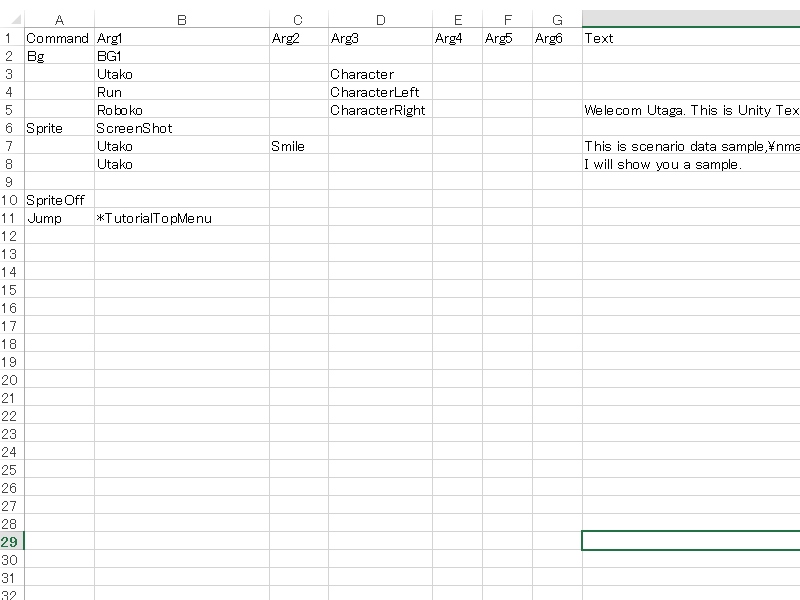 A B C D E F G
1 Command Arg1 Arg2 Arg3 Arg4 Arg5 Arg6 Text
2 Bg BG1
3 Utako Character
4 Run CharacterLeft
5 Roboko CharacterRight Welecom Utaga. This is Unity Tex
6 Sprite ScreenShot
7 Utako Smile This is scenario data sample,¥nma
8 Utako I will show you a sample.
9
10 SpriteOff
11 Jump *TutorialTopMenu
12
13
14
15
16
17
18
19
20
21
22
23
24
25
26
27
28
29
30
31
32